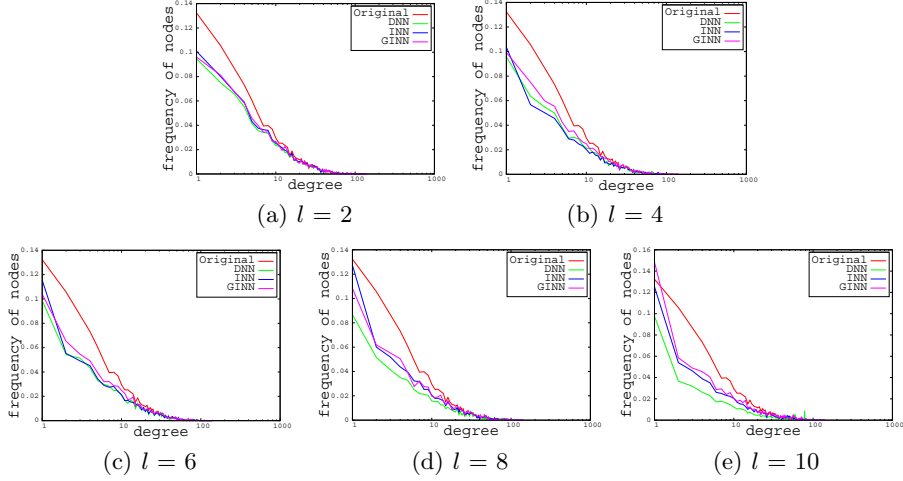 0.14
0.12
0.1
0.08
0.06
0.04
0.02
0
frequency of nodes
Original
DNN
INN
GINN
1
10
100
1000
degree
(a) l = 2
0.14
0.12
0.1
0.08
0.06
0.04
0.02
0
frequency of nodes
Original
DNN
INN
GINN
1
10
100
1000
degree
(b) l = 4
0.14
0.12
0.1
0.08
0.06
0.04
0.02
0
frequency of nodes
Original
DNN
INN
GINN
1
10
100
1000
degree
(c) l = 6
0.14
0.12
0.1
0.08
0.06
0.04
0.02
0
frequency of nodes
Original
DNN
INN
GINN
1
10
100
1000
degree
(d) l = 8
0.16
0.14
0.12
0.1
0.08
0.06
0.04
0.02
0
frequency of nodes
Original
DNN
INN
GINN
1
10
100
1000
degree
(e) l = 10